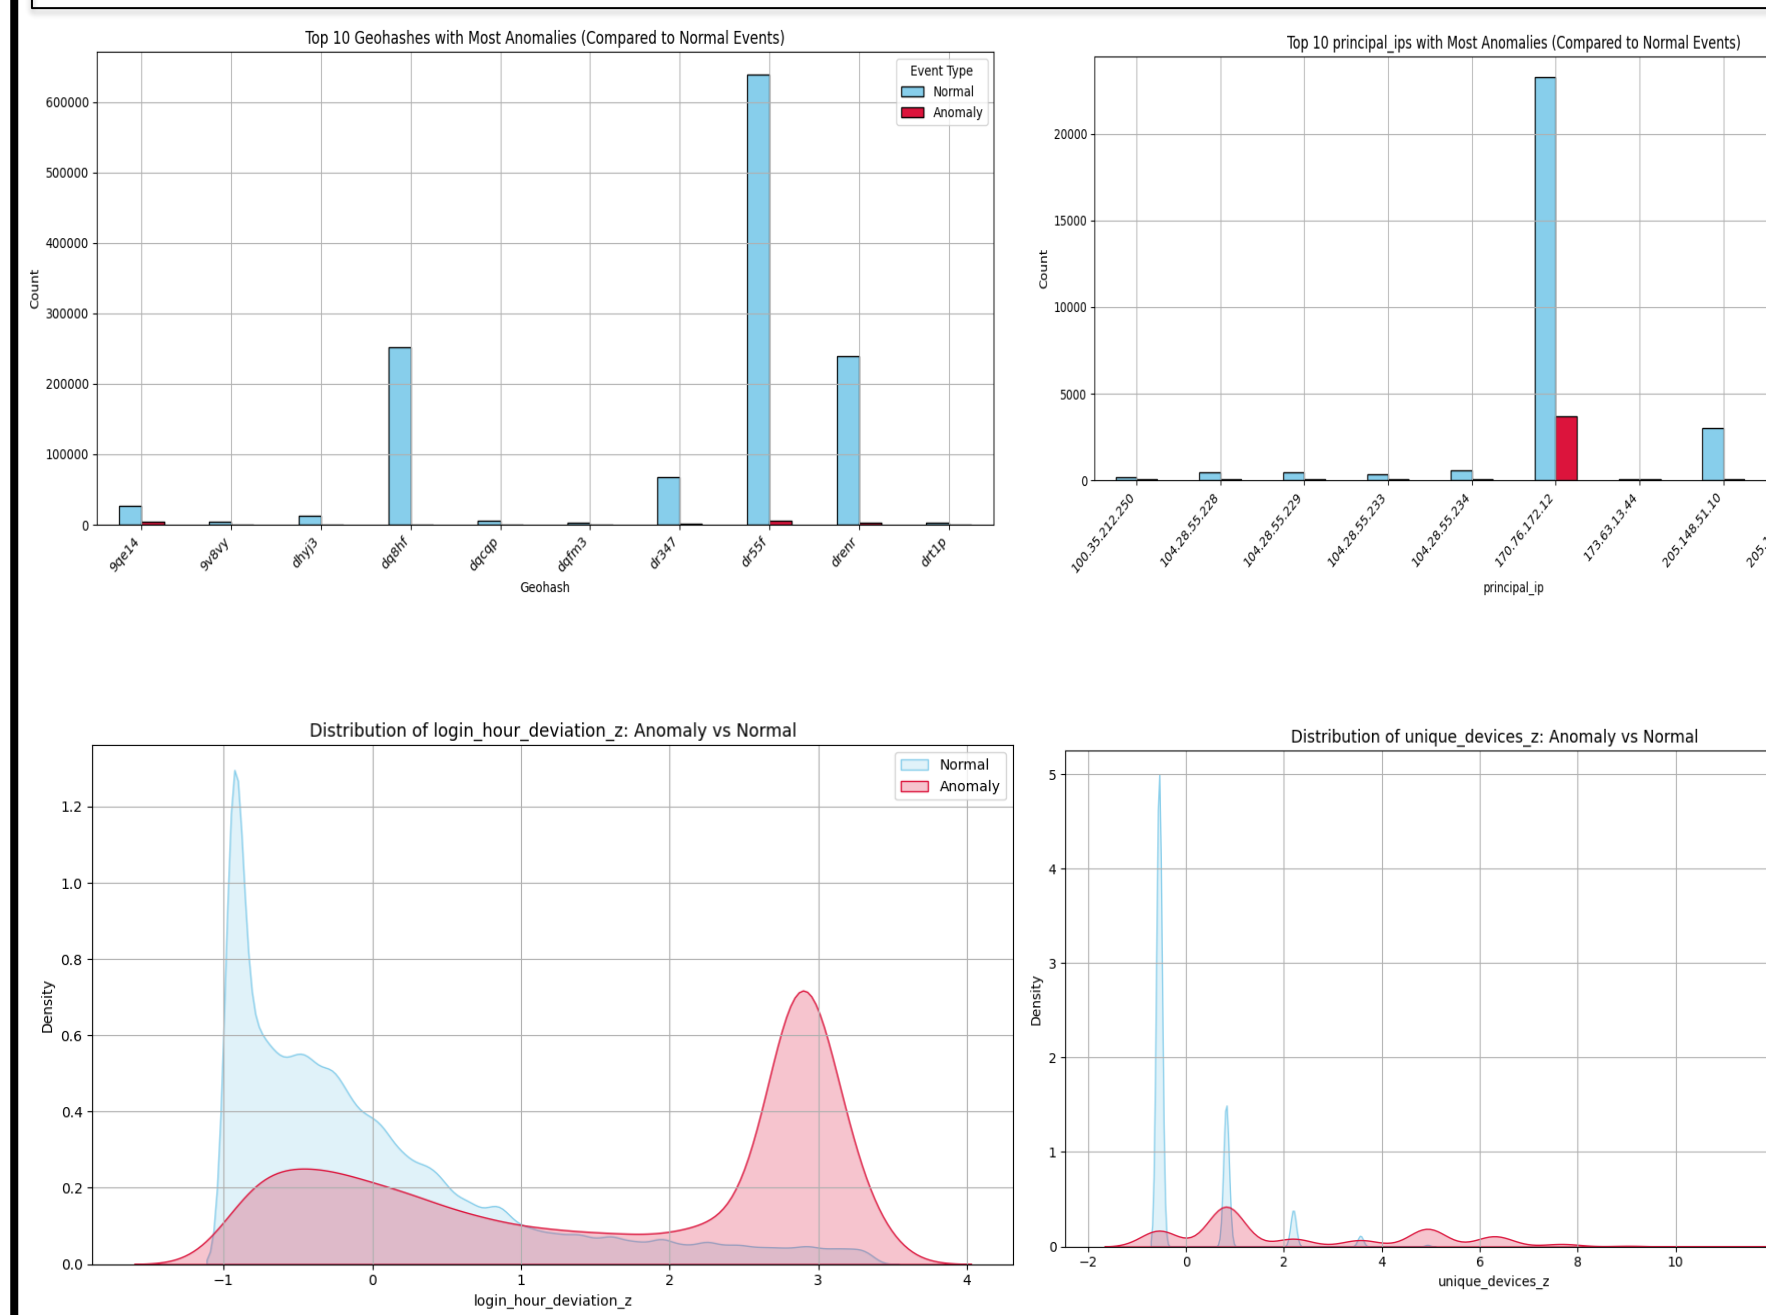 Top 10 Geohashes with Most Anomalies (Compared to Normal Events)
Event Type
Normal
Anomaly
600000
500000
400000
300000
200000
100000
0
Count
9qe14
9v8vy
dhyj3
dq8hf
dqcqp
dqfm3
dr347
dr55f
drenr
drt1p
Geohash
Top 10 principal_ips with Most Anomalies (Compared to Normal Events)
20000
15000
10000
5000
0
Count
100.35.212.250
104.28.55.228
104.28.55.229
104.28.55.233
104.28.55.234
170.76.172.12
173.63.13.44
205.148.51.10
205.1
principal_ip
Distribution of login_hour_deviation_z: Anomaly vs Normal
Normal
Anomaly
1.2
1.0
0.8
0.6
0.4
0.2
0.0
Density
−1
0
1
2
3
4
login_hour_deviation_z
Distribution of unique_devices_z: Anomaly vs Normal
5
4
3
2
1
0
Density
−2
0
2
4
6
8
10
unique_devices_z